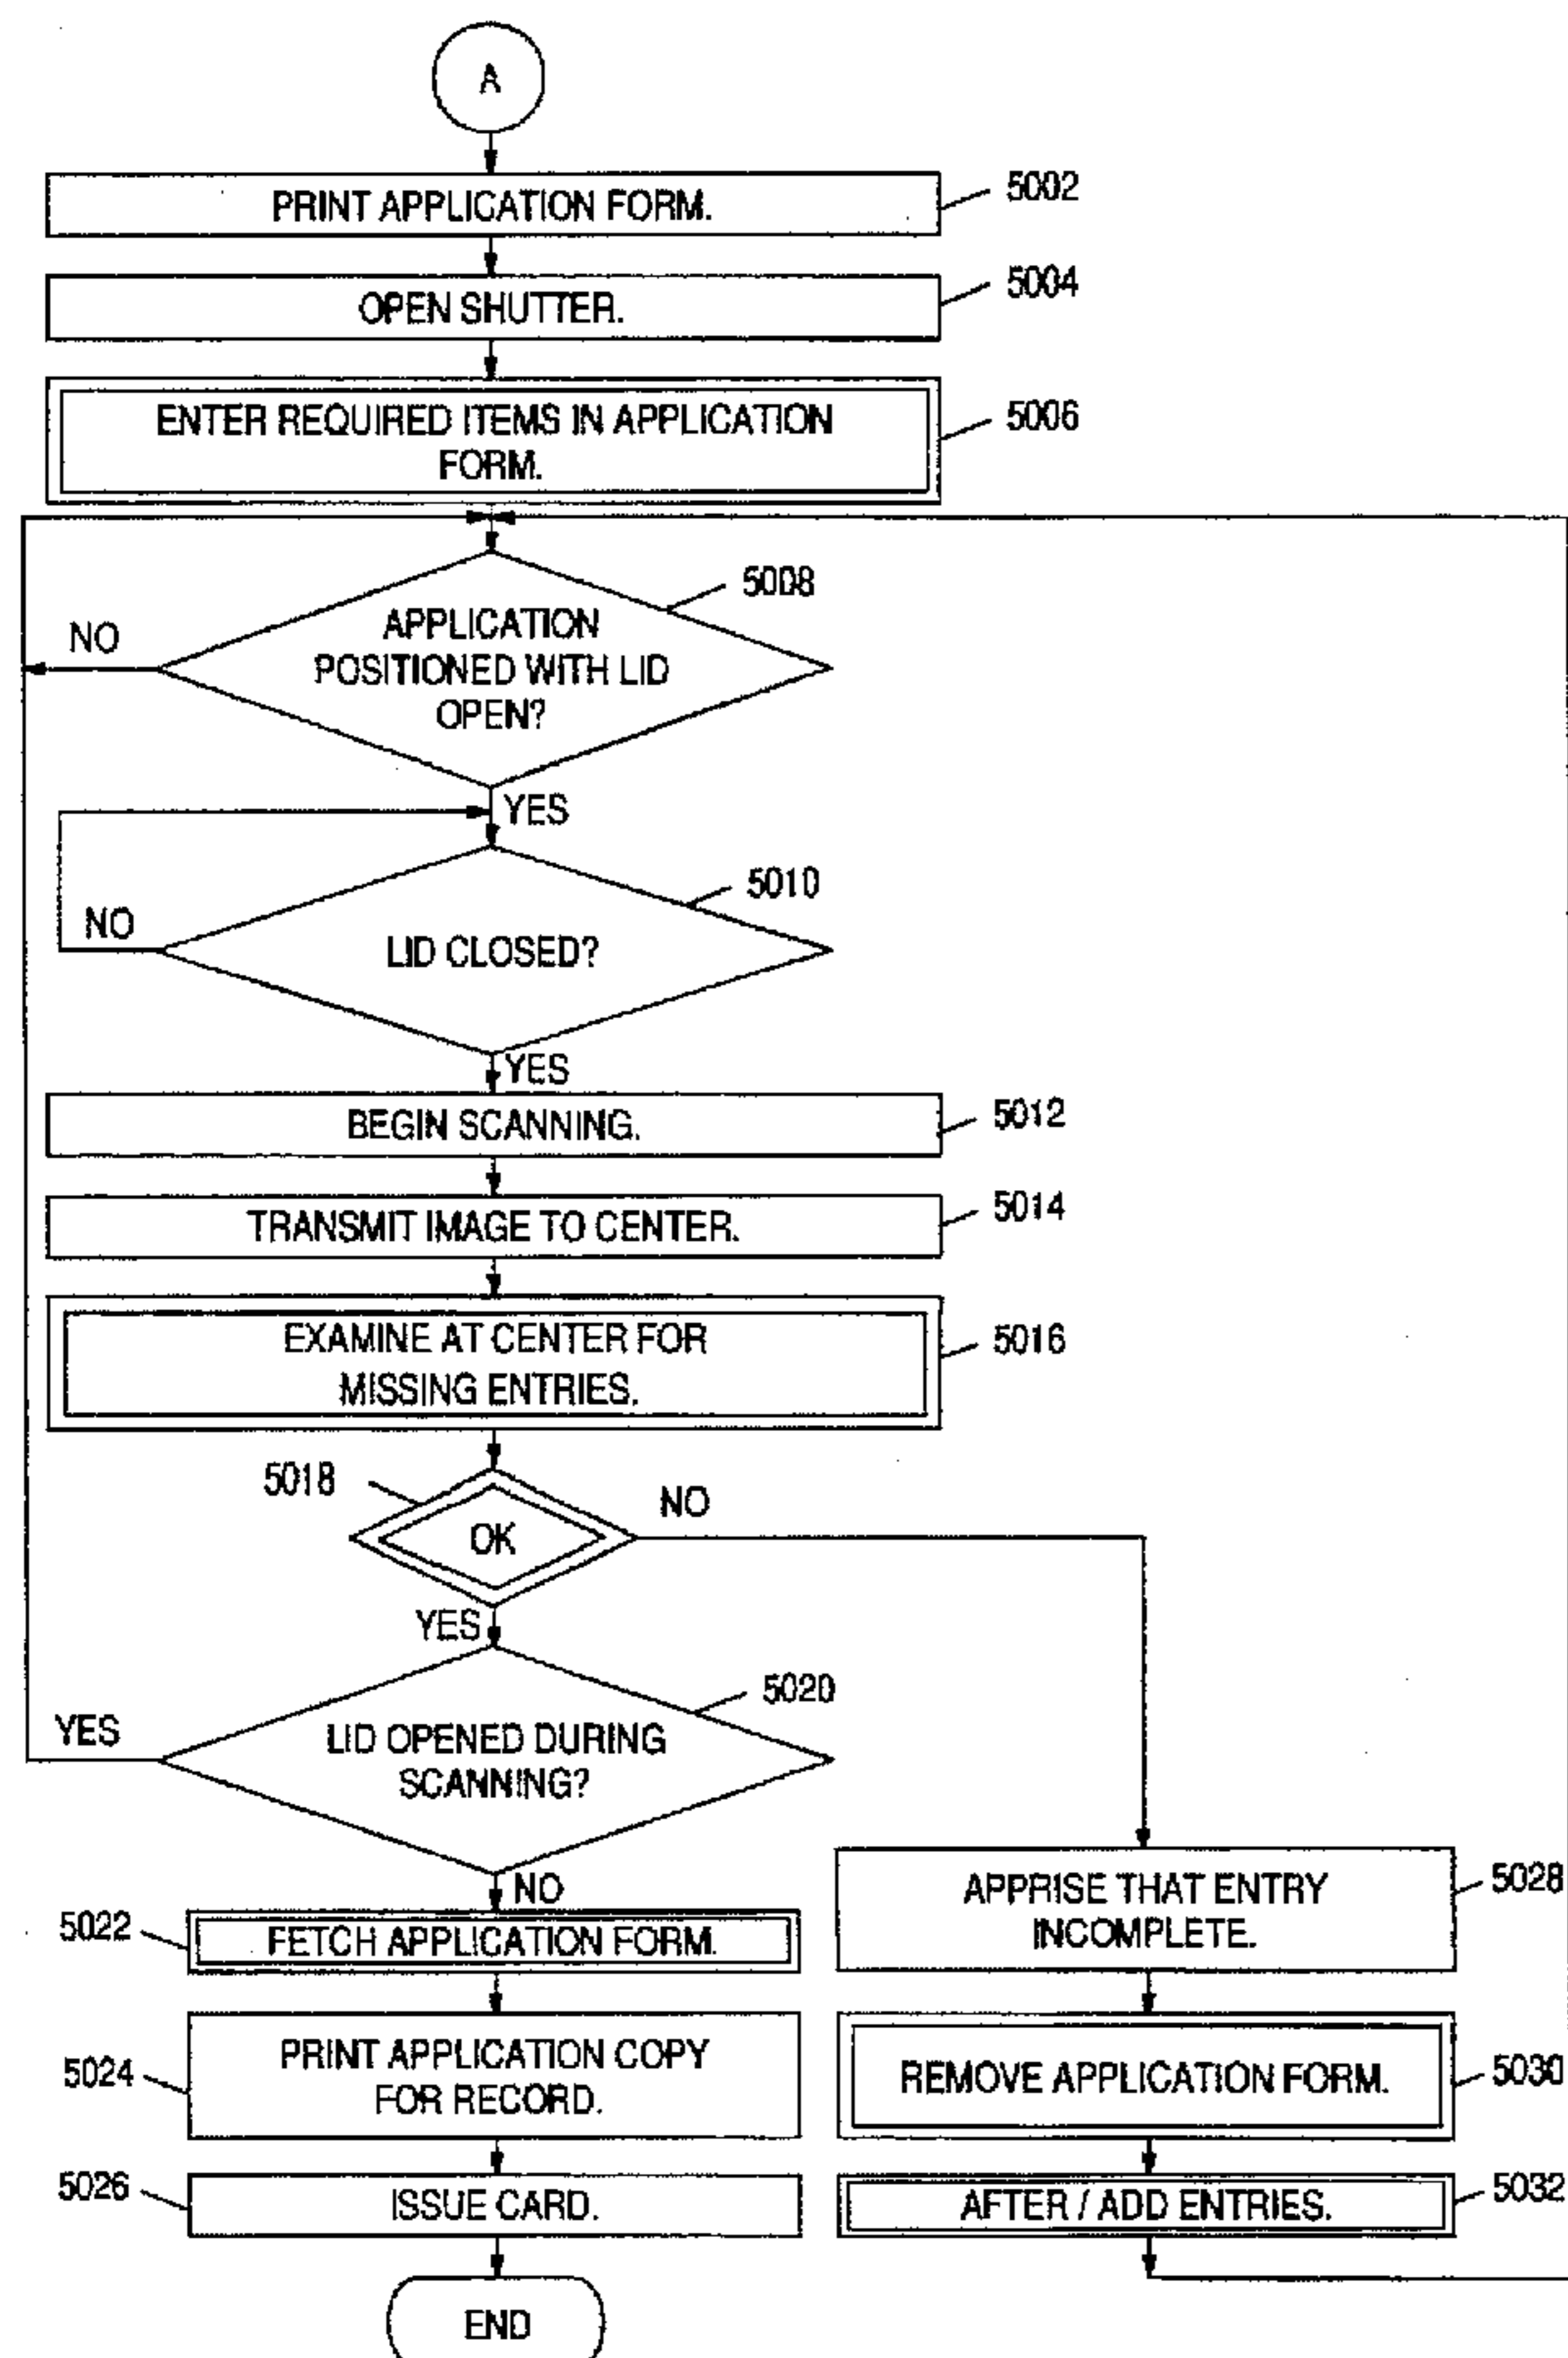 A
PRINT APPLICATION FORM.
5002
OPEN SHUTTER.
5004
ENTER REQUIRED ITEMS IN APPLICATION
FORM.
5006
5008
APPLICATION
POSITIONED WITH LID
OPEN?
NO
YES
5010
LID CLOSED?
NO
YES
BEGIN SCANNING.
5012
TRANSMIT IMAGE TO CENTER.
5014
EXAMINE AT CENTER FOR
MISSING ENTRIES.
5016
5018
OK
NO
YES
5020
LID OPENED DURING
SCANNING?
YES
NO
5022
FETCH APPLICATION FORM.
5024
PRINT APPLICATION COPY
FOR RECORD.
5026
ISSUE CARD.
END
APPRISE THAT ENTRY
INCOMPLETE.
5028
REMOVE APPLICATION FORM.
5030
AFTER / ADD ENTRIES.
5032